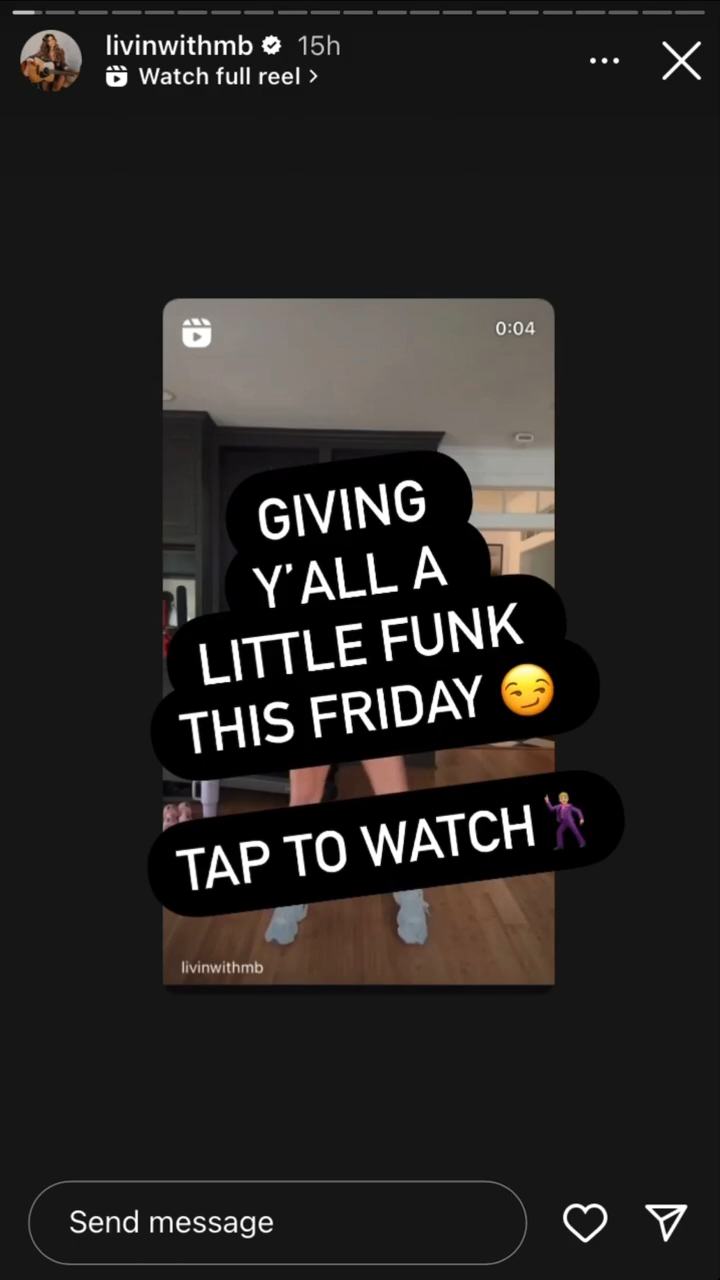 livinwithmb 15h
Watch full reel >
0:04
GIVING
Y'ALL A
LITTLE FUNK
THIS FRIDAY 😏
TAP TO WATCH🕺
livinwithmb
Send message